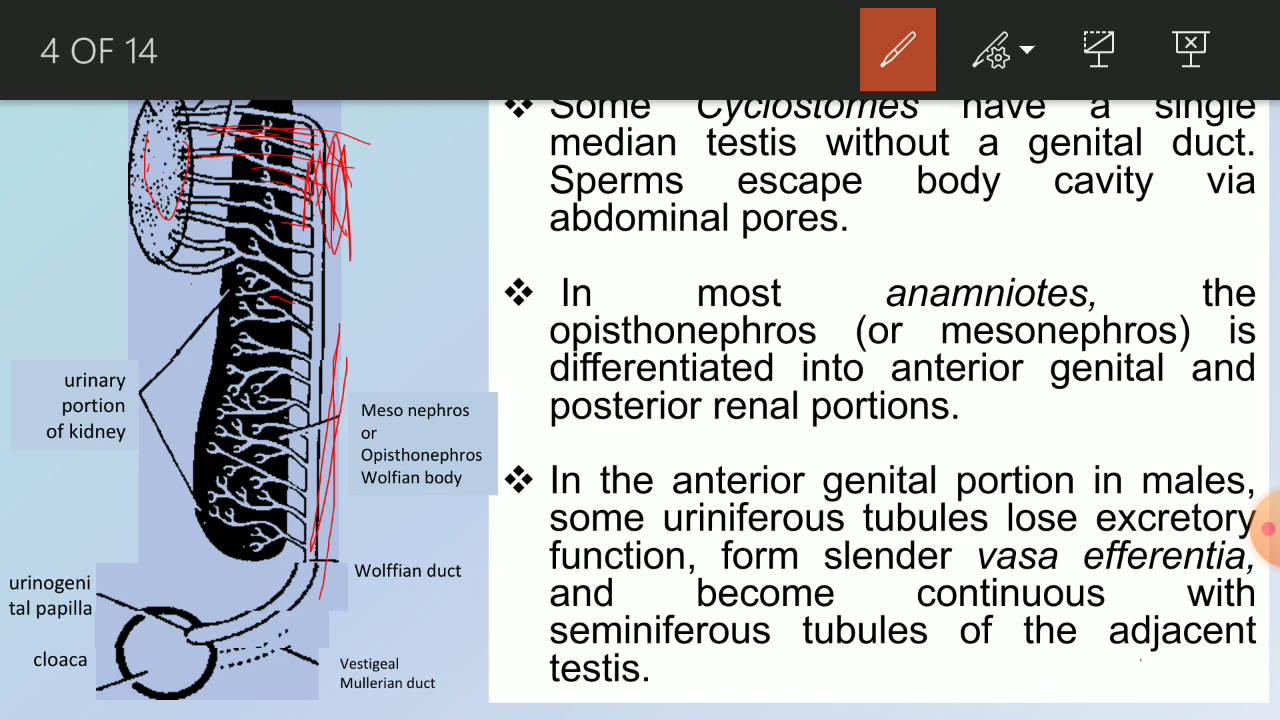 4 OF 14
❖ Some Cyclostomes have a single
median testis without a genital duct.
Sperms escape body cavity via
abdominal pores.
❖ In most anamniotes, the
opisthonephros (or mesonephros) is
differentiated into anterior genital and
posterior renal portions.
❖ In the anterior genital portion in males,
some uriniferous tubules lose excretory
function, form slender vasa efferentia,
and become continuous with
seminiferous tubules of the adjacent
testis.
urinary
portion
of kidney
Meso nephros
or
Opisthonephros
Wolfian body
Wolffian duct
urinogeni
tal papilla
cloaca
Vestigeal
Mullerian duct